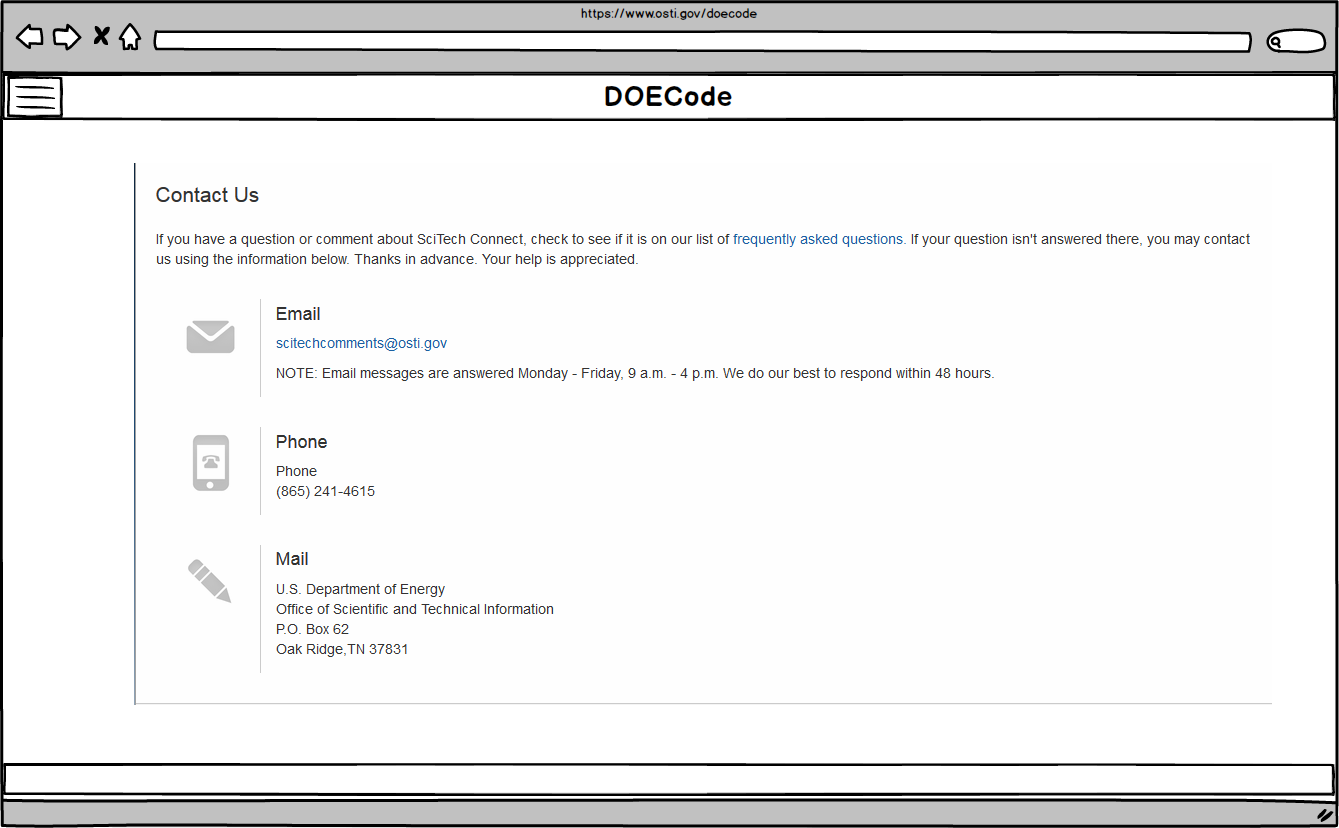 https://www.osti.gov/doecode
DOECode
Contact Us
If you have a question or comment about SciTech Connect, check to see if it is on our list of frequently asked questions. If your question isn't answered there, you may contact
us using the information below. Thanks in advance. Your help is appreciated.
Email
scitechcomments@osti.gov
NOTE: Email messages are answered Monday - Friday, 9 a.m. - 4 p.m. We do our best to respond within 48 hours.
Phone
Phone
(865) 241-4615
Mail
U.S. Department of Energy
Office of Scientific and Technical Information
P.O. Box 62
Oak Ridge,TN 37831